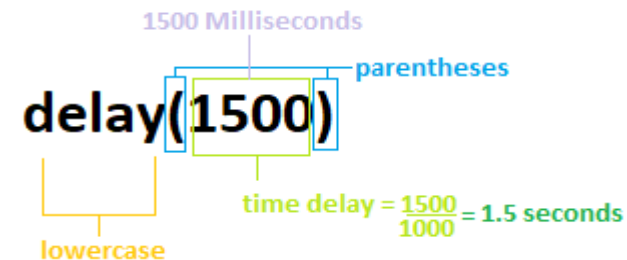 1500 Milliseconds
parentheses
delay(1500)
time delay = 1500/1000 = 1.5 seconds
lowercase